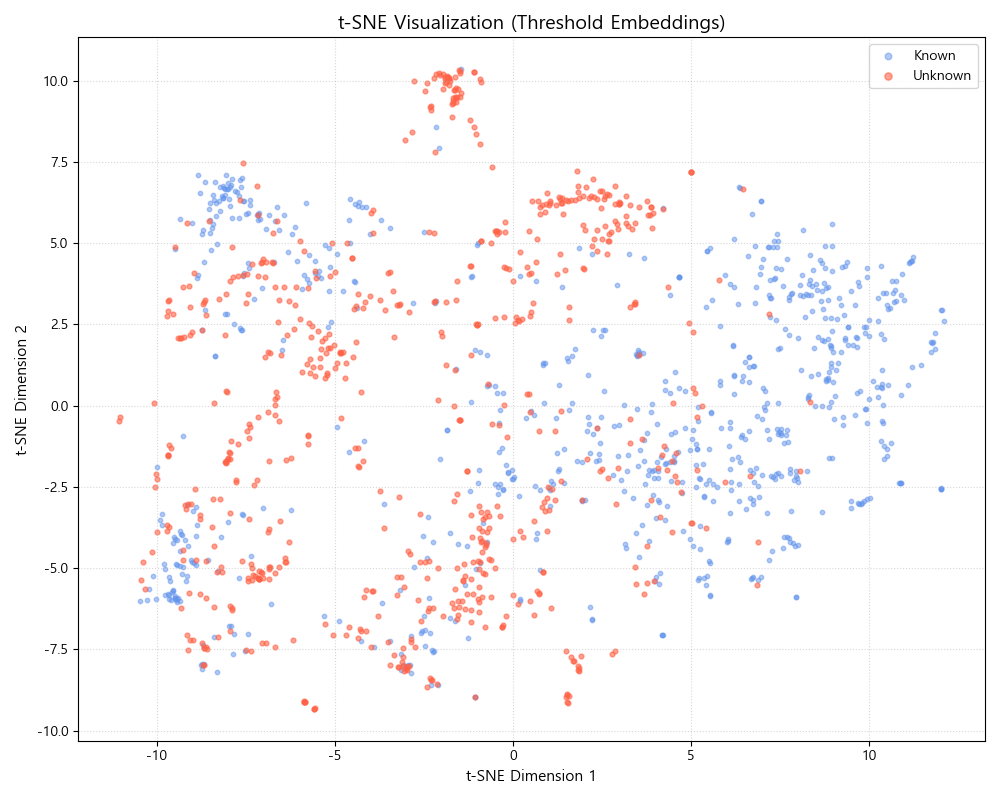 t-SNE Visualization (Threshold Embeddings)
Known
Unknown
10.0
7.5
5.0
2.5
0.0
-2.5
-5.0
-7.5
-10.0
t-SNE Dimension 2
-10
-5
0
5
10
t-SNE Dimension 1